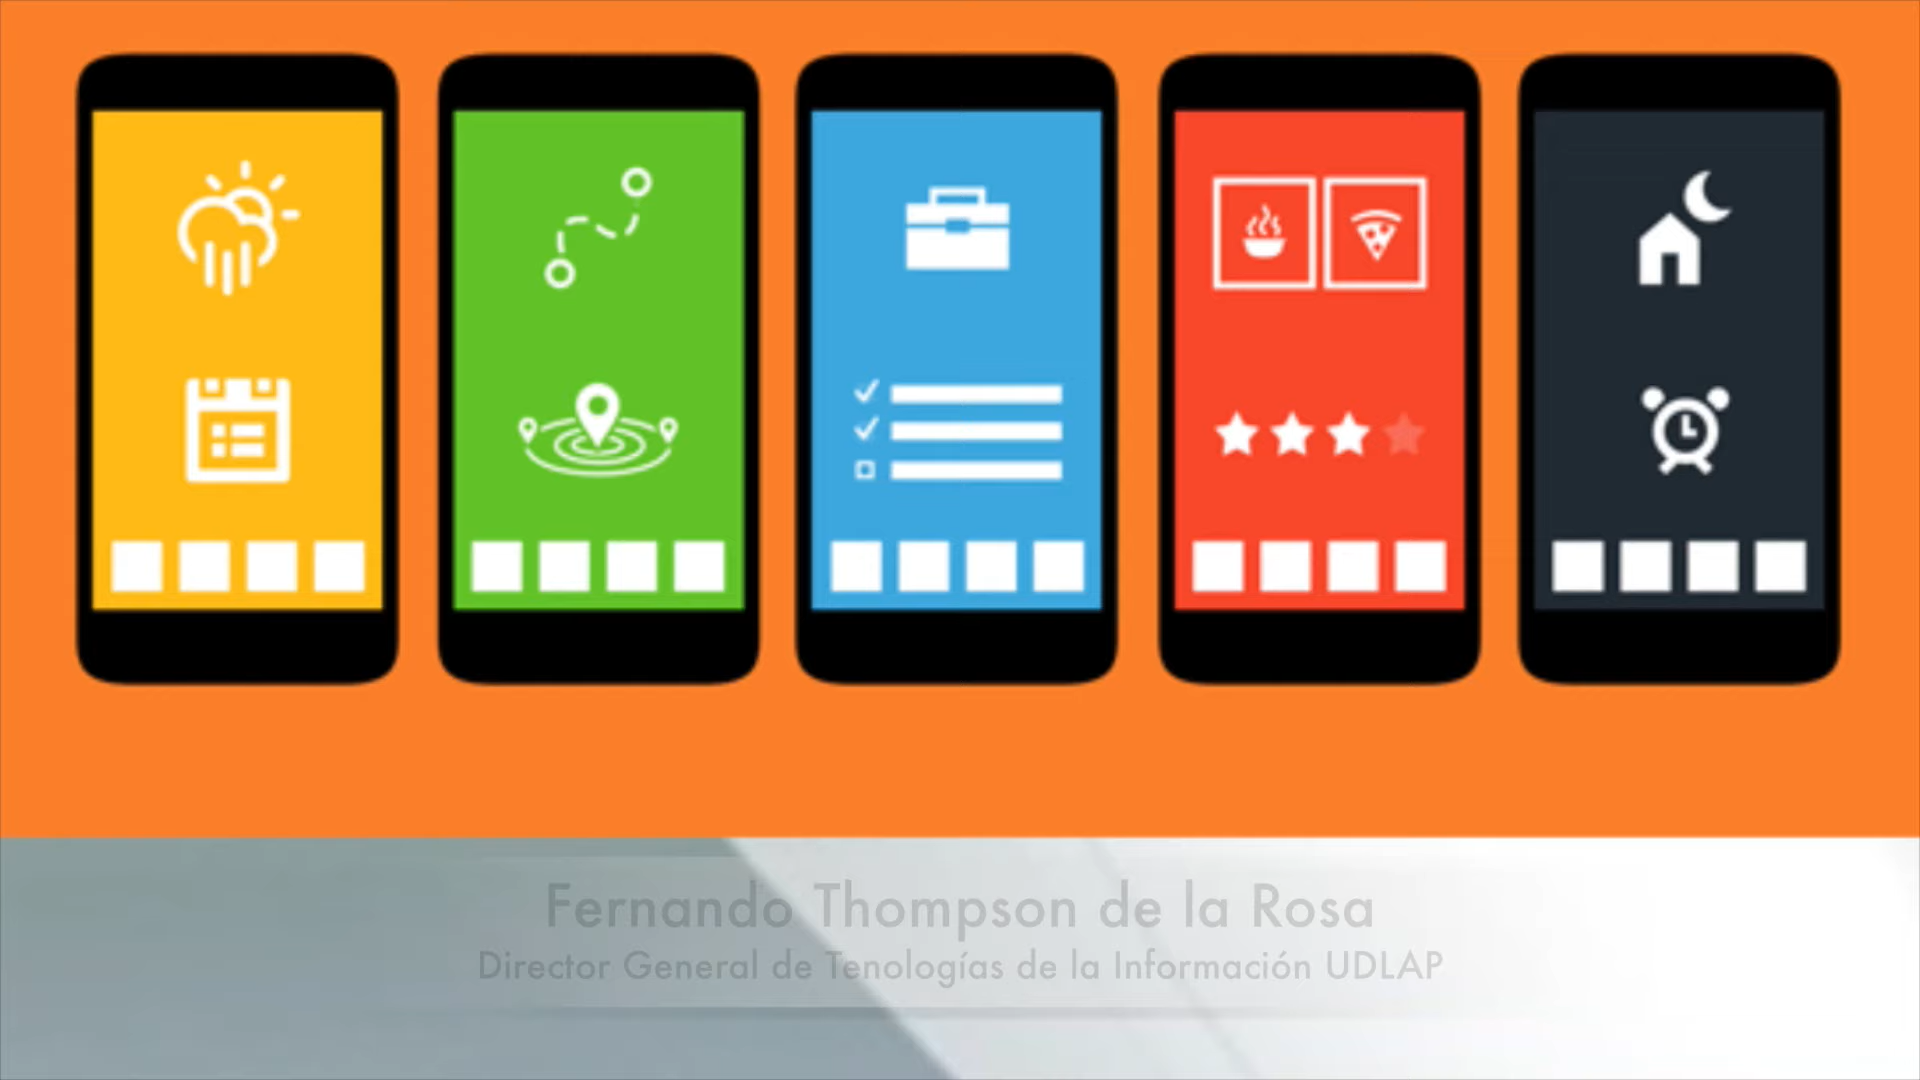 Fernando Thompson de la Rosa
Director General de Tenologías de la Información UDLAP